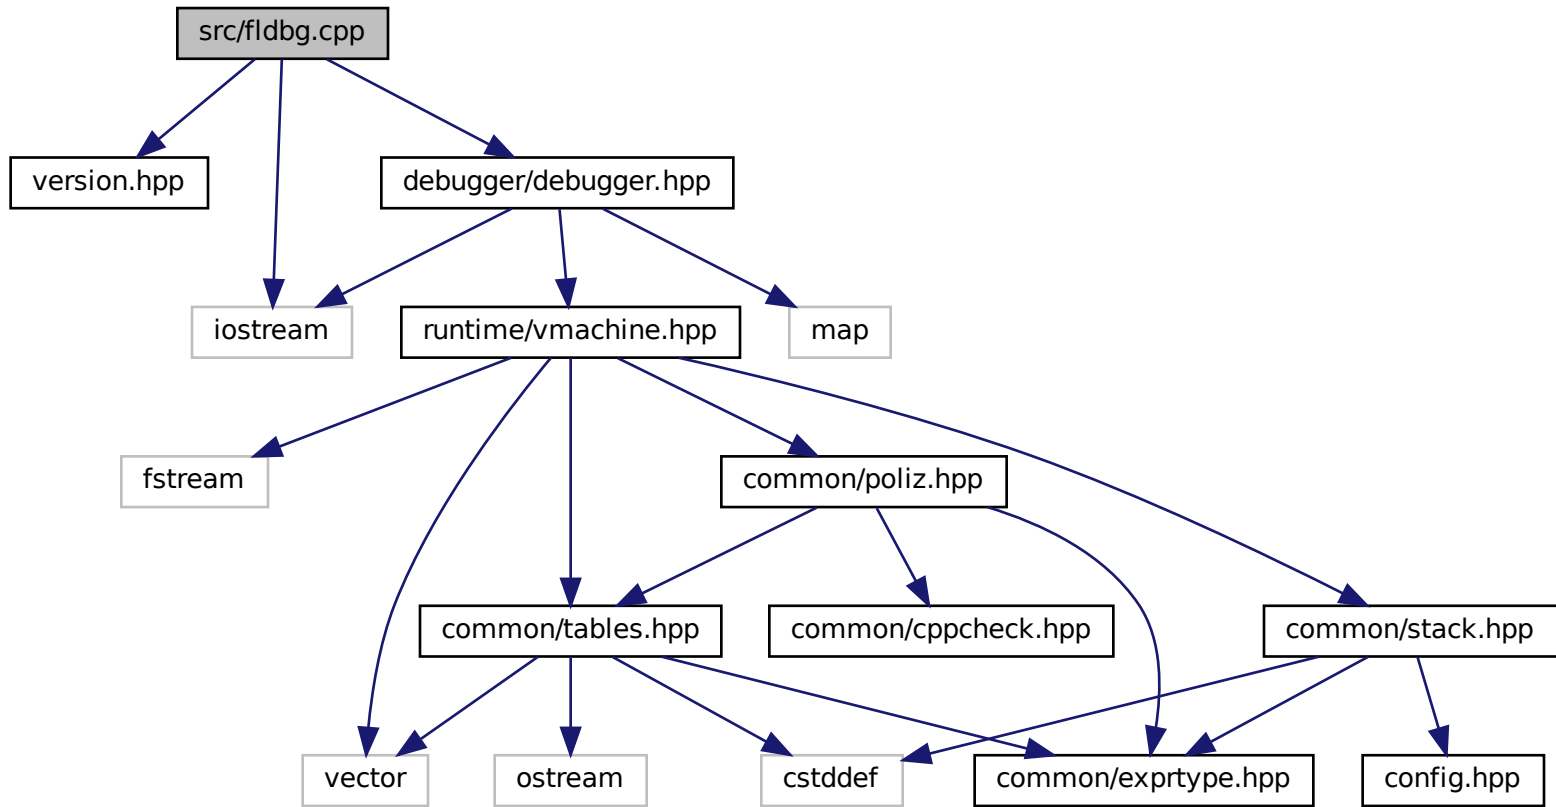 src/fldbg.cpp
version.hpp
debugger/debugger.hpp
iostream
runtime/vmachine.hpp
map
fstream
common/poliz.hpp
common/tables.hpp
common/cppcheck.hpp
common/stack.hpp
vector
ostream
cstddef
common/exprtype.hpp
config.hpp